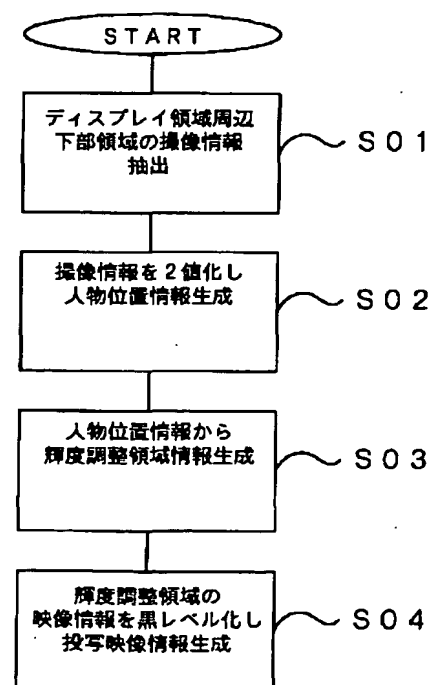 START
ディスプレイ領域周辺
下部領域の撮像情報
抽出
S01
撮像情報を2値化し
人物位置情報生成
S02
人物位置情報から
輝度調整領域情報生成
S03
輝度調整領域の
映像情報を黒レベル化し
投写映像情報生成
S04